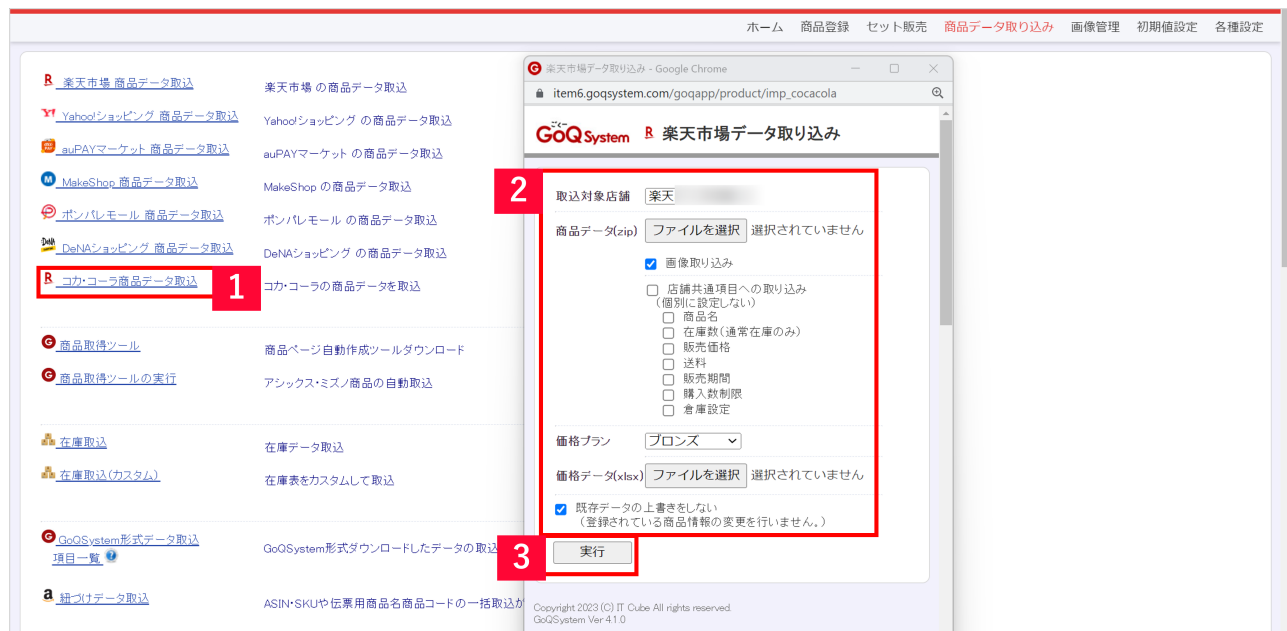 ホーム 商品登録 セット販売 商品データ取り込み 画像管理 初期値設定 各種設定
楽天市場 商品データ取込 楽天市場 の商品データ取込
Yahoo!ショッピング 商品データ取込 Yahoo!ショッピング の商品データ取込
auPAYマーケット 商品データ取込 auPAYマーケット の商品データ取込
MakeShop 商品データ取込 MakeShop の商品データ取込
ポンパレモール 商品データ取込 ポンパレモール の商品データ取込
DeNAショッピング 商品データ取込 DeNAショッピング の商品データ取込
コカ・コーラ商品データ取込 1 コカ・コーラの商品データを取込
商品取得ツール 商品ページ自動作成ツールダウンロード
商品取得ツールの実行 アシックス・ミズノ商品の自動取込
在庫取込 在庫データ取込
在庫取込(カスタム) 在庫表をカスタムして取込
GoQSystem形式データ取込 GoQSystem形式ダウンロードしたデータの取込
項目一覧
紐づけデータ取込 ASIN・SKUや伝票用商品名商品コードの一括取込が
楽天市場データ取り込み - Google Chrome
item6.goqsystem.com/goqapp/product/imp_cocacola
ごくー
GoQSystem 楽天市場データ取り込み
2
取込対象店舗 楽天
商品データ(zip) ファイルを選択 選択されていません
画像取り込み
店舗共通項目への取り込み
(個別に設定しない)
商品名
在庫数(通常在庫のみ)
販売価格
送料
販売期間
購入数制限
倉庫設定
価格プラン ブロンズ
価格データ(xlsx) ファイルを選択 選択されていません
既存データの上書きをしない
(登録されている商品情報の変更を行いません。)
3 実行
Copyright 2023 (C) IT Cube All rights reserved.
GoQSystem Ver 4.1.0